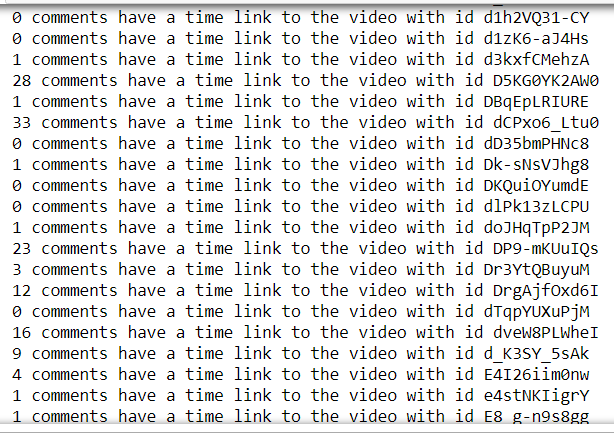 0 comments have a time link to the video with id d1h2VQ31-CY
0 comments have a time link to the video with id d1zK6-aJ4Hs
1 comments have a time link to the video with id d3kxfCMehzA
28 comments have a time link to the video with id D5KG0YK2AW0
1 comments have a time link to the video with id DBqEpLRIURE
33 comments have a time link to the video with id dCPxo6_Ltu0
0 comments have a time link to the video with id dD35bmPHNc8
1 comments have a time link to the video with id Dk-sNsVJhg8
0 comments have a time link to the video with id DKQuiOYumdE
0 comments have a time link to the video with id dlPk13zLCPU
1 comments have a time link to the video with id doJHqTpP2JM
23 comments have a time link to the video with id DP9-mKUuIQs
3 comments have a time link to the video with id Dr3YtQBuyuM
12 comments have a time link to the video with id DrgAjfOxd6I
0 comments have a time link to the video with id dTqpYUXuPjM
16 comments have a time link to the video with id dveW8PLWheI
9 comments have a time link to the video with id d_K3SY_5sAk
4 comments have a time link to the video with id E4I26iim0nw
1 comments have a time link to the video with id e4stNKIigrY
1 comments have a time link to the video with id E8_g-n9s8gg